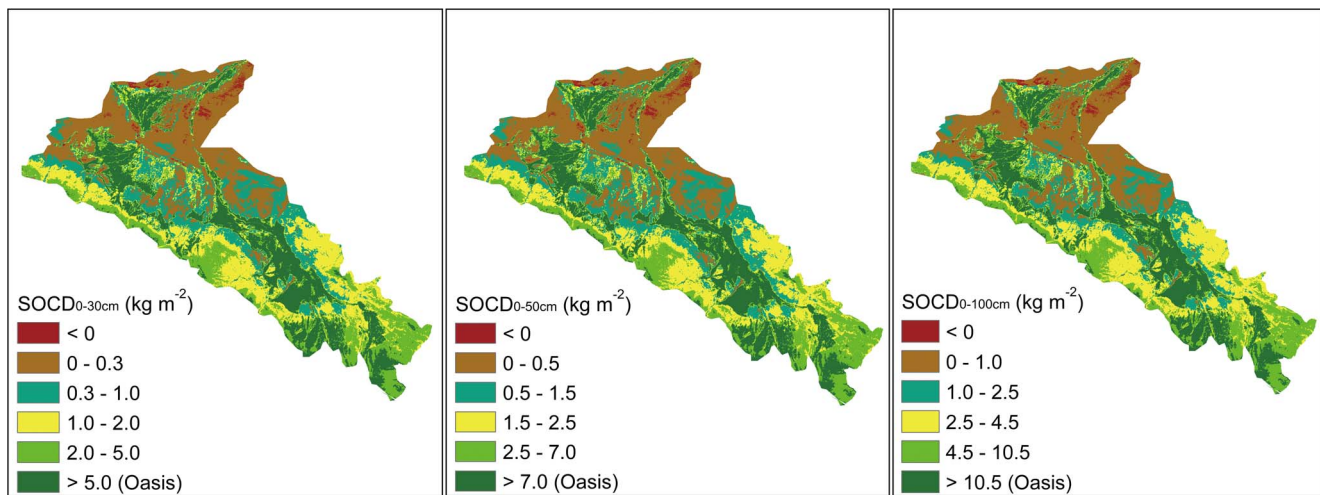 SOCD0-30cm (kg m-2)
< 0
0 - 0.3
0.3 - 1.0
1.0 - 2.0
2.0 - 5.0
> 5.0 (Oasis)
SOCD0-50cm (kg m-2)
< 0
0 - 0.5
0.5 - 1.5
1.5 - 2.5
2.5 - 7.0
> 7.0 (Oasis)
SOCD0-100cm (kg m-2)
< 0
0 - 1.0
1.0 - 2.5
2.5 - 4.5
4.5 - 10.5
> 10.5 (Oasis)